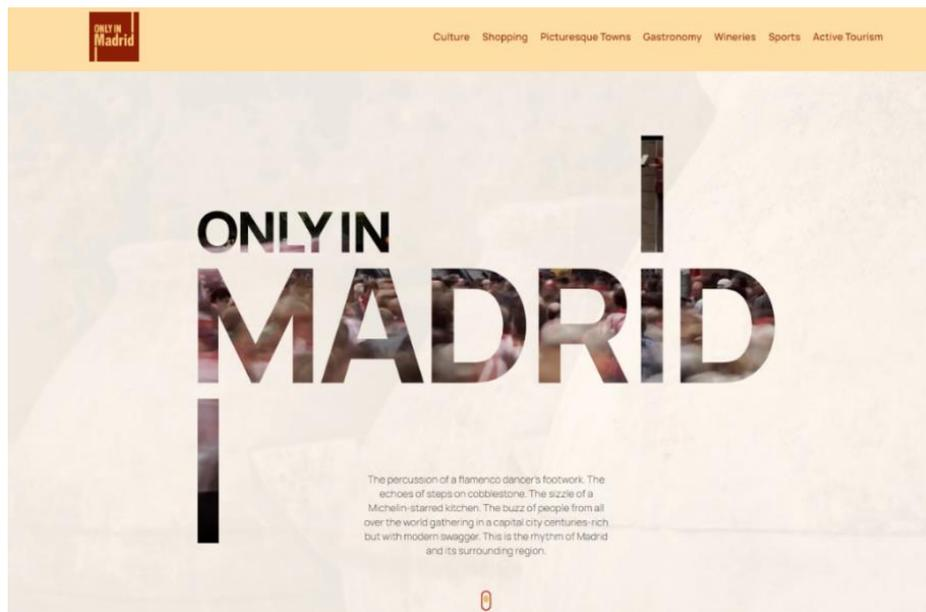 ONLY IN
Madrid
Culture Shopping Picturesque Towns Gastronomy Wineries Sports Active Tourism
ONLY IN
MADRID
The percussion of a flamenco dancer's footwork. The
echoes of steps on cobblestone. The sizzle of a
Michelin-starred kitchen. The buzz of people from all
over the world gathering in a capital city centuries-rich
but with modern swagger. This is the rhythm of Madrid
and its surrounding region.